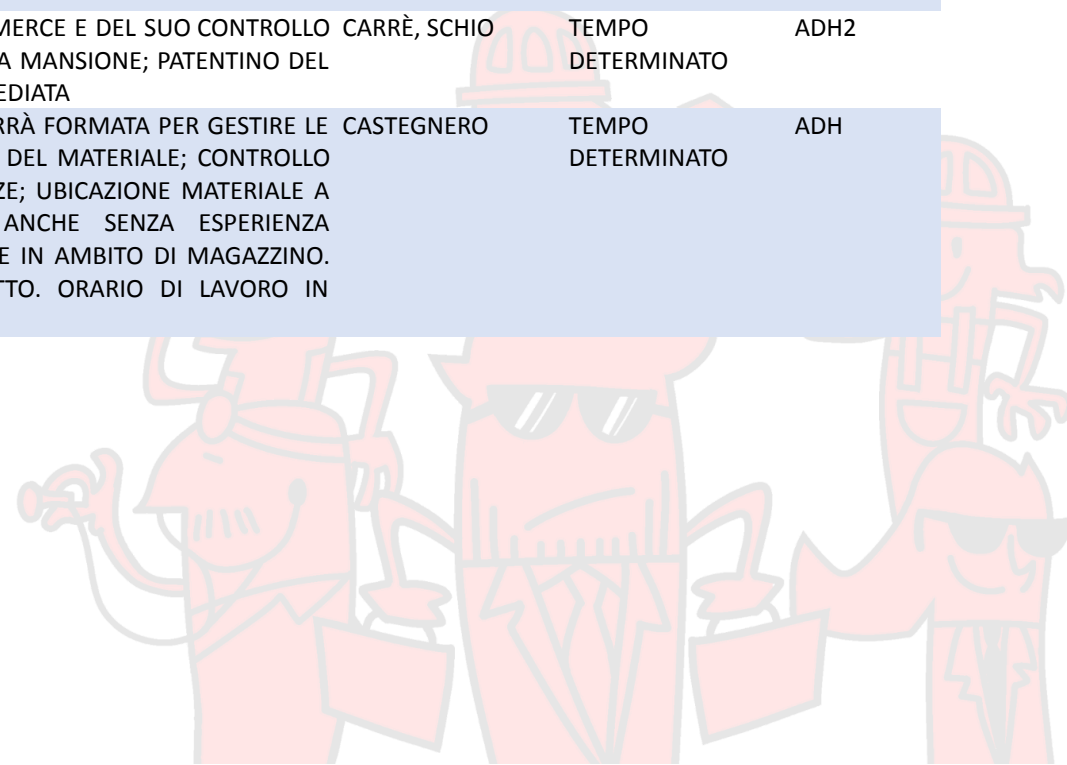 MERCE E DEL SUO CONTROLLO CARRÈ, SCHIO TEMPO ADH2
A MANSIONE; PATENTINO DEL DETERMINATO
EDIATA
RRÀ FORMATA PER GESTIRE LE CASTEGNERO TEMPO ADH
DEL MATERIALE; CONTROLLO DETERMINATO
ZE; UBICAZIONE MATERIALE A
ANCHE SENZA ESPERIENZA
E IN AMBITO DI MAGAZZINO.
TTO. ORARIO DI LAVORO IN